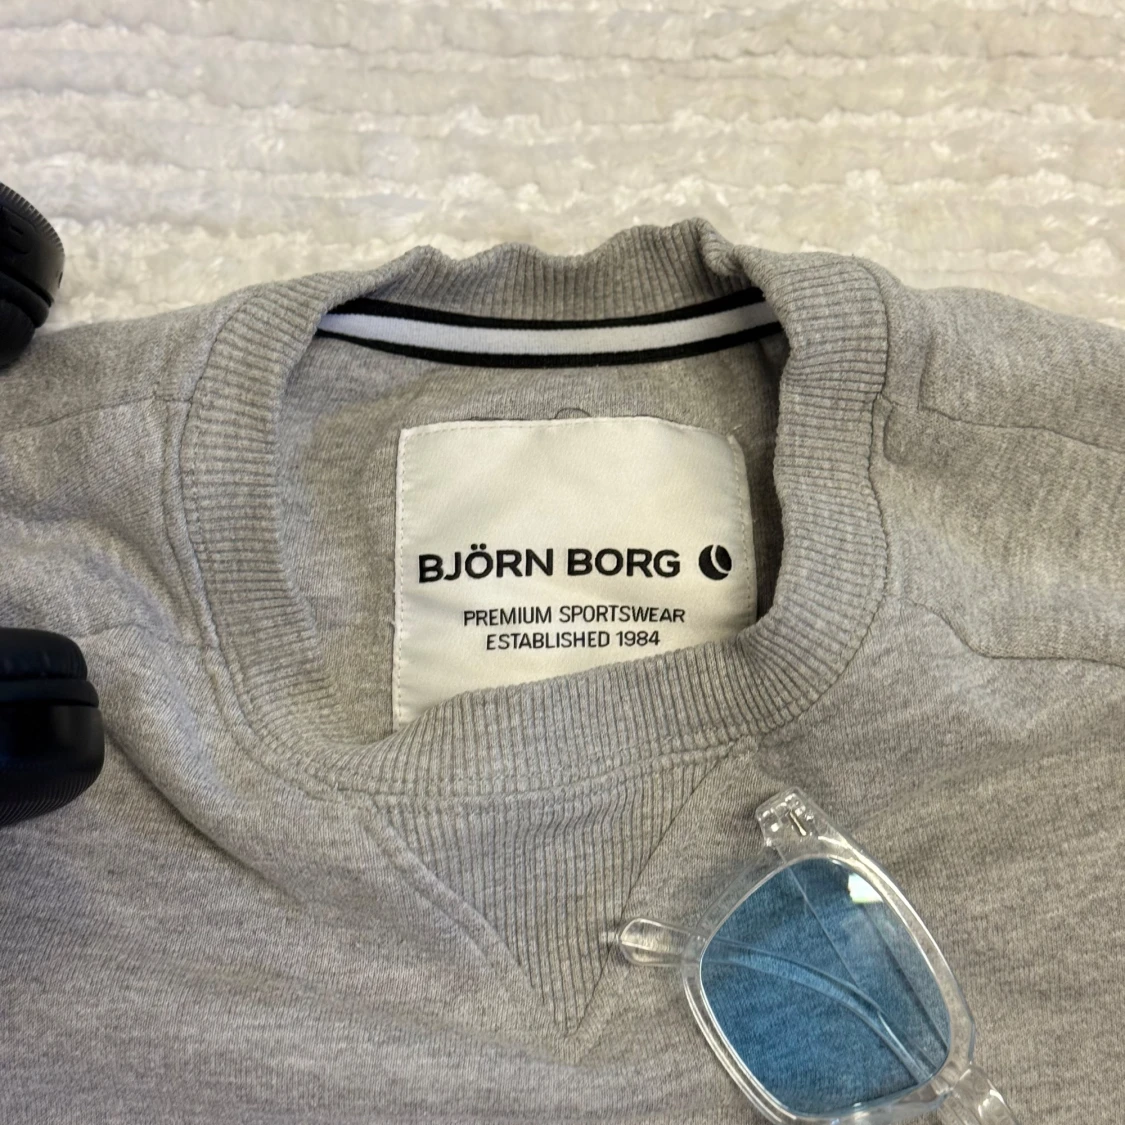 BJÖRN BORG
PREMIUM SPORTSWEAR
ESTABLISHED 1984